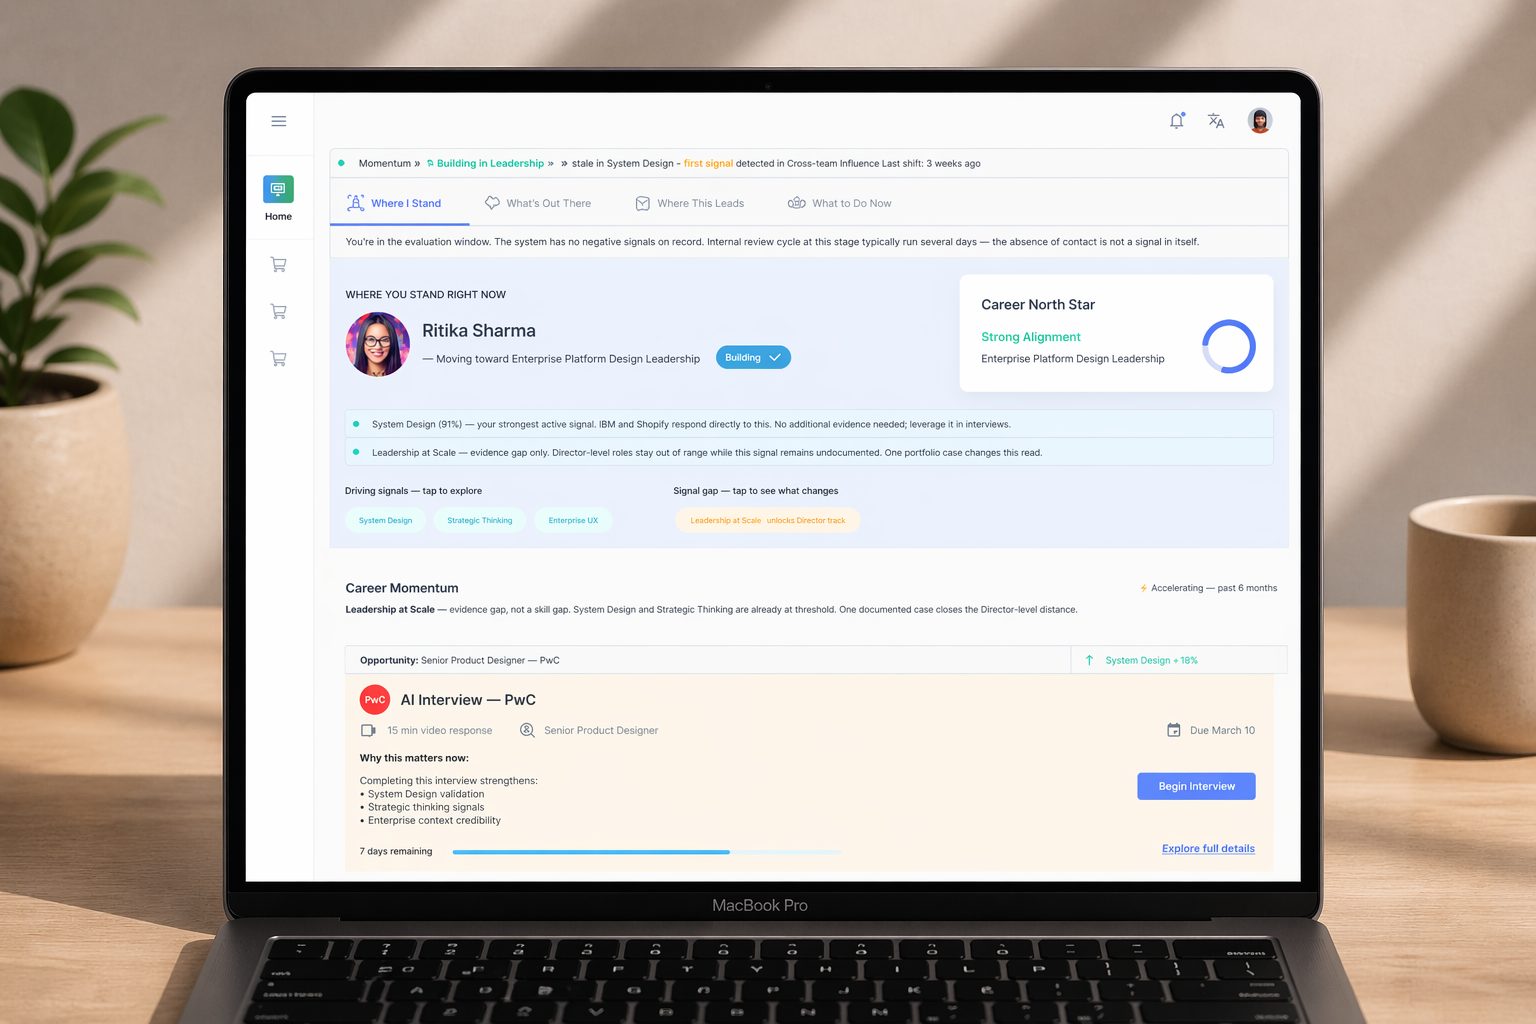 Momentum » Building in Leadership » » stale in System Design - first signal detected in Cross-team Influence Last shift: 3 weeks ago
Home
Where I Stand
What's Out There
Where This Leads
What to Do Now
You're in the evaluation window. The system has no negative signals on record. Internal review cycle at this stage typically run several days — the absence of contact is not a signal in itself.
WHERE YOU STAND RIGHT NOW
Ritika Sharma
— Moving toward Enterprise Platform Design Leadership
Building
Career North Star
Strong Alignment
Enterprise Platform Design Leadership
System Design (91%) — your strongest active signal. IBM and Shopify respond directly to this. No additional evidence needed; leverage it in interviews.
Leadership at Scale — evidence gap only. Director-level roles stay out of range while this signal remains undocumented. One portfolio case changes this read.
Driving signals — tap to explore
System Design
Strategic Thinking
Enterprise UX
Signal gap — tap to see what changes
Leadership at Scale unlocks Director track
Career Momentum
Accelerating — past 6 months
Leadership at Scale — evidence gap, not a skill gap. System Design and Strategic Thinking are already at threshold. One documented case closes the Director-level distance.
Opportunity: Senior Product Designer — PwC
System Design + 18%
PwC
AI Interview — PwC
15 min video response
Senior Product Designer
Due March 10
Why this matters now:
Completing this interview strengthens:
• System Design validation
• Strategic thinking signals
• Enterprise context credibility
Begin Interview
7 days remaining
Explore full details
MacBook Pro